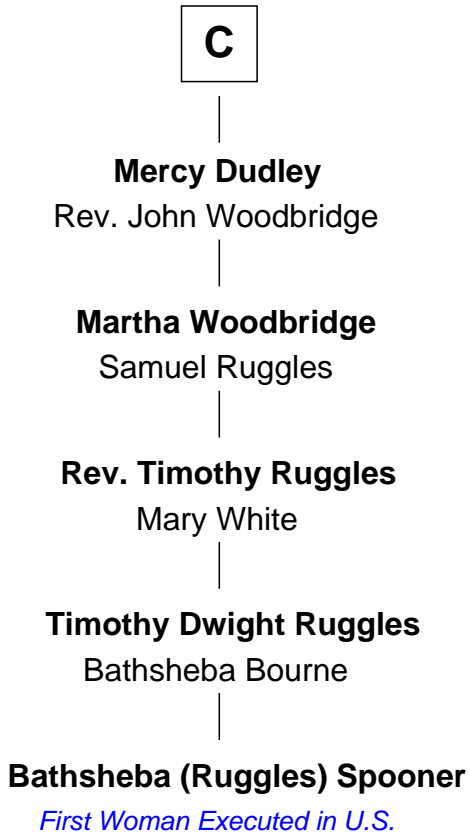 C
Mercy Dudley
Rev. John Woodbridge
Martha Woodbridge
Samuel Ruggles
Rev. Timothy Ruggles
Mary White
Timothy Dwight Ruggles
Bathsheba Bourne
Bathsheba (Ruggles) Spooner
First Woman Executed in U.S.